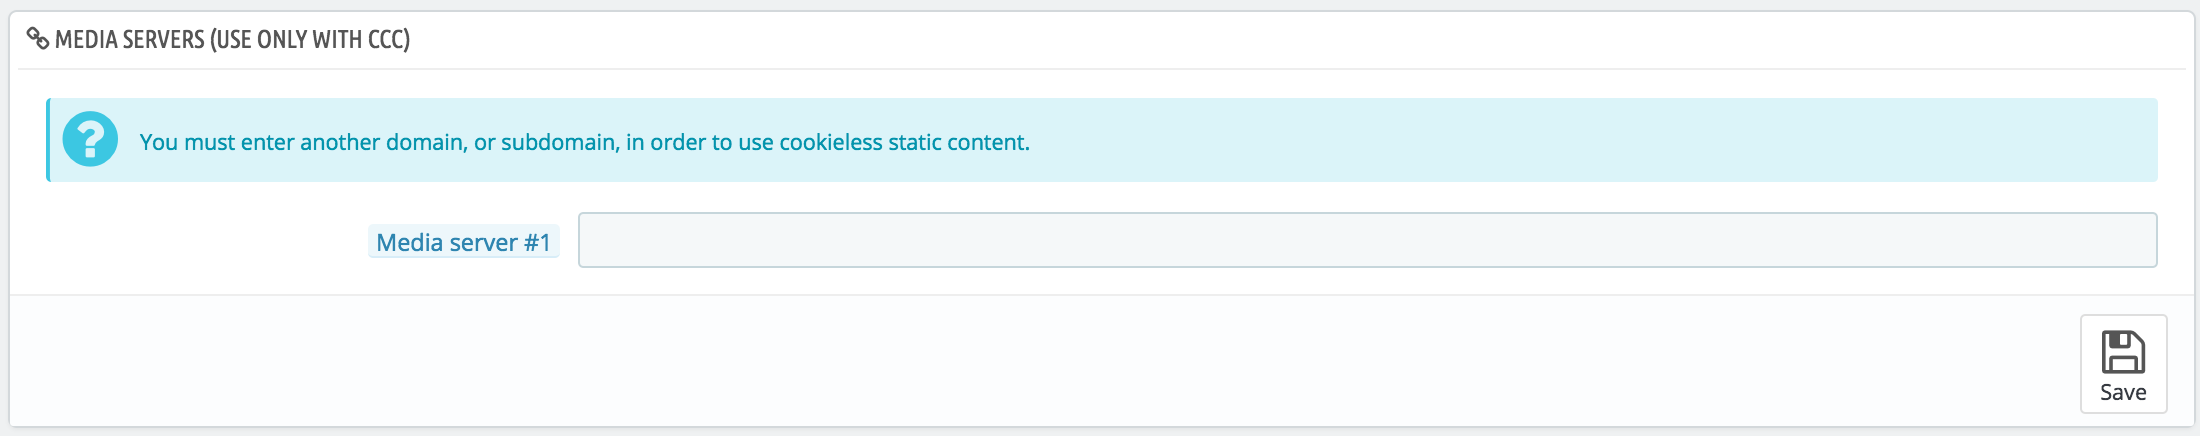 MEDIA SERVERS (USE ONLY WITH CCC)
You must enter another domain, or subdomain, in order to use cookieless static content.
Media server #1
Save